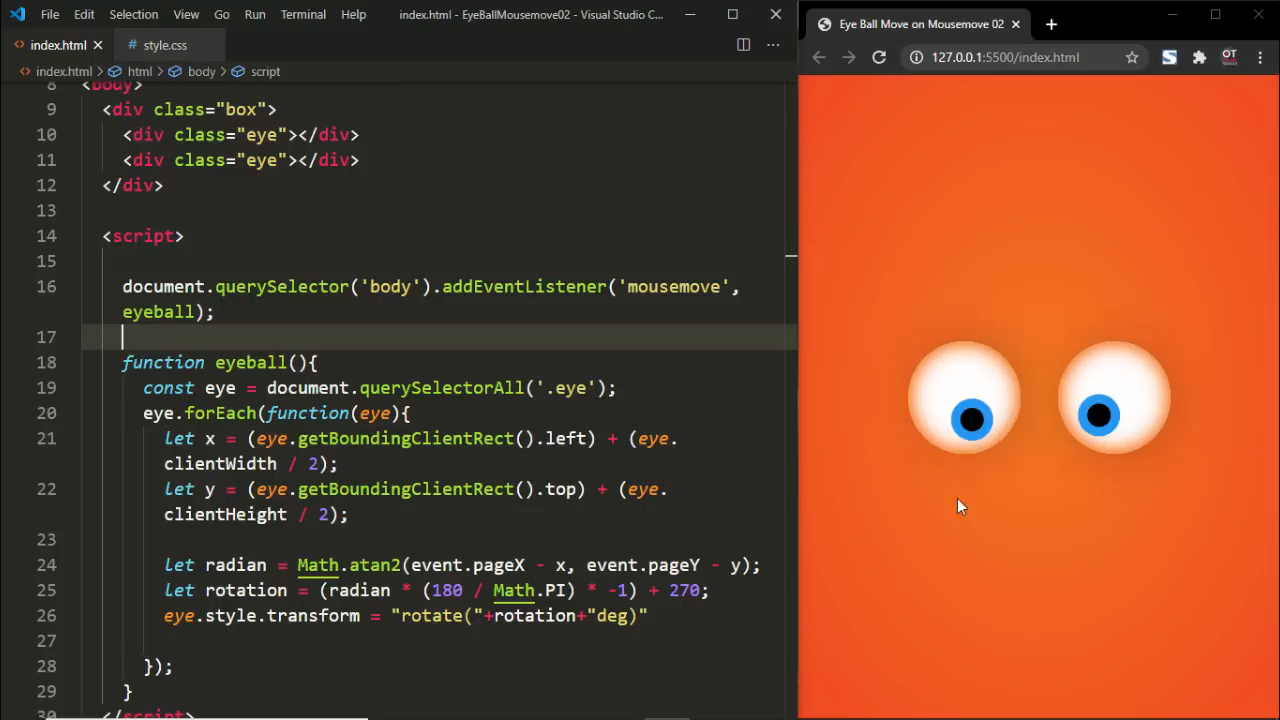 File Edit Selection View Go Run Terminal Help index.html - EyeBallMousemove02 - Visual Studio C...
index.html style.css
index.html html body script
8 <body>
9 <div class="box">
10 <div class="eye"></div>
11 <div class="eye"></div>
12 </div>
13
14 <script>
15
16 document.querySelector('body').addEventListener('mousemove',
eyeball);
17
18 function eyeball(){
19 const eye = document.querySelectorAll('.eye');
20 eye.forEach(function(eye){
21 let x = (eye.getBoundingClientRect().left) + (eye.
clientWidth / 2);
22 let y = (eye.getBoundingClientRect().top) + (eye.
clientHeight / 2);
23
24 let radian = Math.atan2(event.pageX - x, event.pageY - y);
25 let rotation = (radian * (180 / Math.PI) * -1) + 270;
26 eye.style.transform = "rotate("+rotation+"deg)"
27
28 });
29 }
30 </script>
Eye Ball Move on Mousemove 02
127.0.0.1:5500/index.html
OT